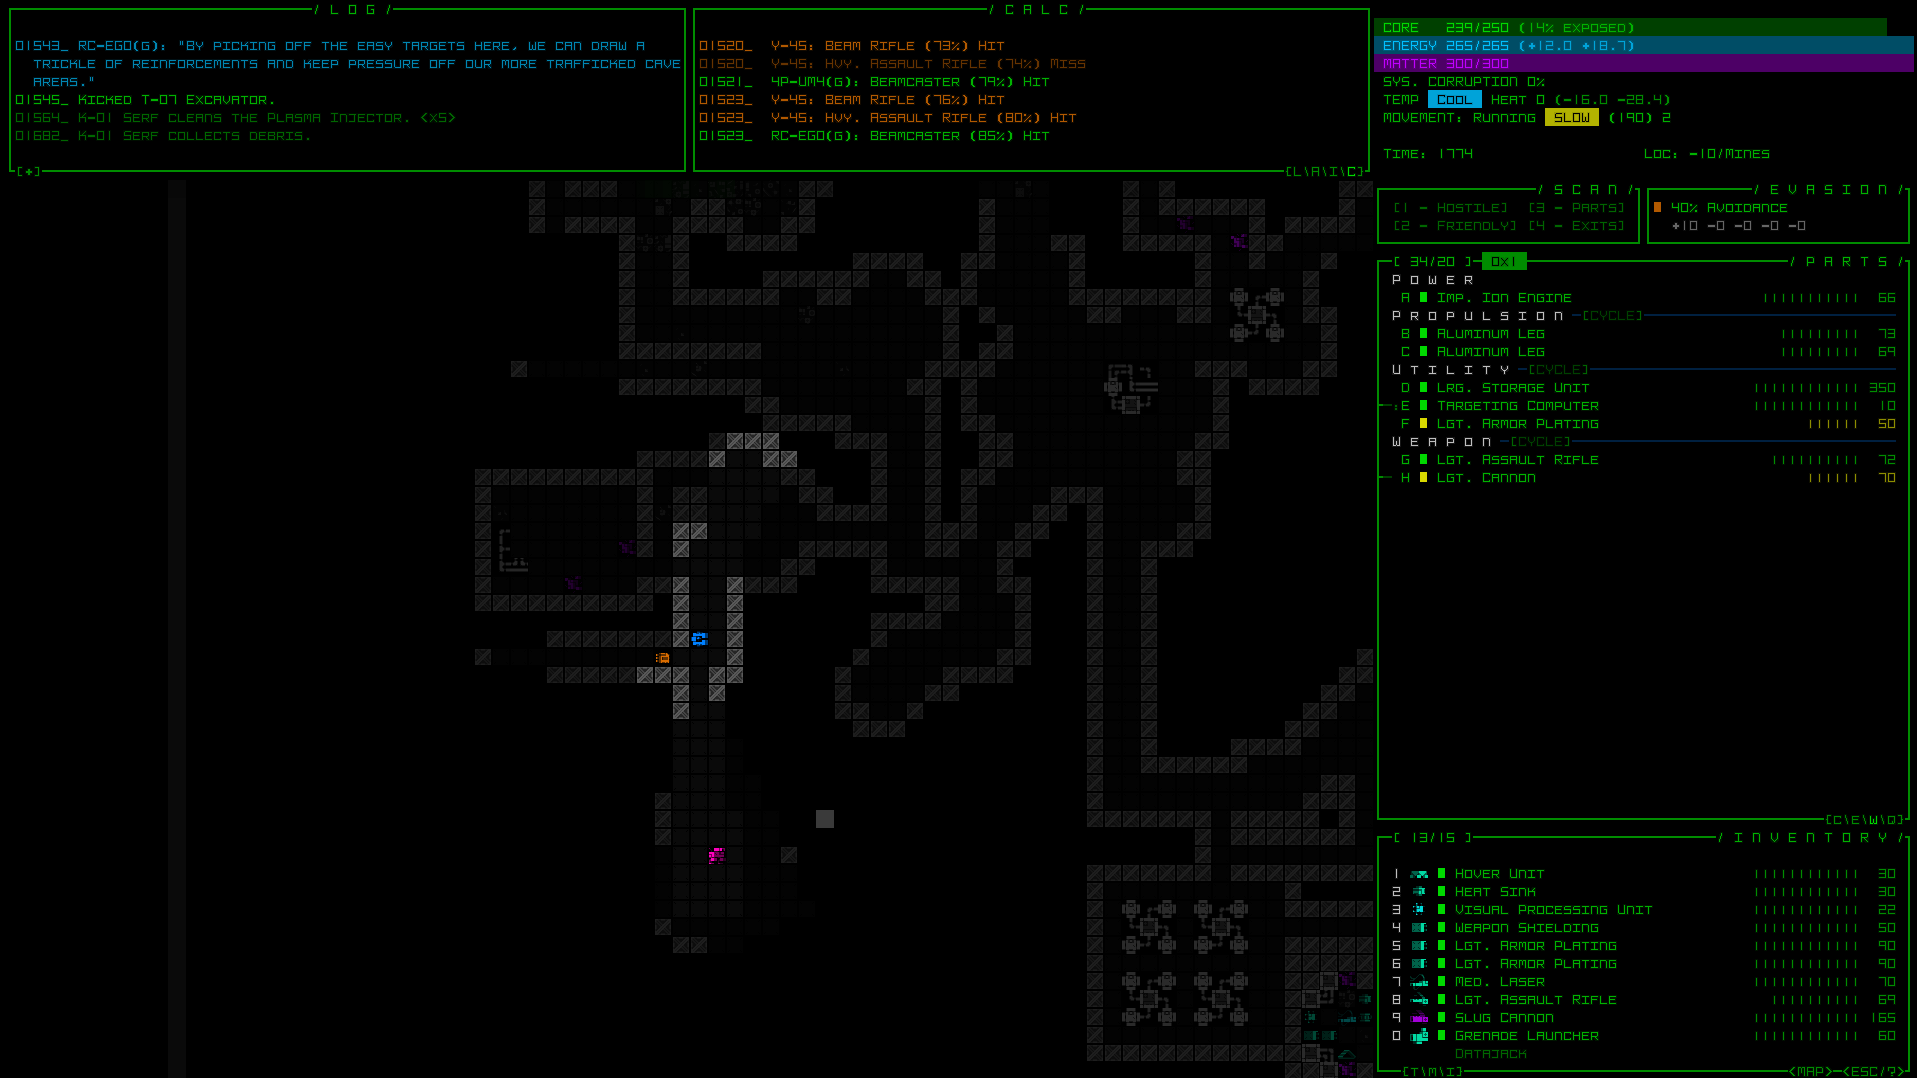 / LOG /
01543_ RC-EGO(G): "BY PICKING OFF THE EASY TARGETS HERE, WE CAN DRAW A
TRICKLE OF REINFORCEMENTS AND KEEP PRESSURE OFF OUR MORE TRAFFICKED CAVE
AREAS."
01545_ KICKED T-07 EXCAVATOR.
01564_ K-01 SERF CLEANS THE PLASMA INJECTOR. <X5>
01682_ K-01 SERF COLLECTS DEBRIS.
[+]
/ CALC /
01520_ Y-45: BEAM RIFLE (73%) HIT
01520_ Y-45: HVY. ASSAULT RIFLE (74%) MISS
01521_ 4P-UM4(G): BEAMCASTER (79%) HIT
01523_ Y-45: BEAM RIFLE (76%) HIT
01523_ Y-45: HVY. ASSAULT RIFLE (80%) HIT
01523_ RC-EGO(G): BEAMCASTER (85%) HIT
[L\A\I\C]
CORE 239/250 (14% EXPOSED)
ENERGY 265/265 (+12.0 +18.7)
MATTER 300/300
SYS. CORRUPTION 0%
TEMP COOL HEAT 0 (-16.0 -28.4)
MOVEMENT: RUNNING SLOW (190) 2
TIME: 1774 LOC: -10/MINES
/ SCAN /
[1 - HOSTILE] [3 - PARTS]
[2 - FRIENDLY] [4 - EXITS]
/ EVASION /
40% AVOIDANCE
+10 -0 -0 -0 -0
[ 34/20 ] 0X1 / PARTS /
POWER
A IMP. ION ENGINE 66
PROPULSION [CYCLE]
B ALUMINUM LEG 73
C ALUMINUM LEG 69
UTILITY [CYCLE]
D LRG. STORAGE UNIT 350
E TARGETING COMPUTER 10
F LGT. ARMOR PLATING 50
WEAPON [CYCLE]
G LGT. ASSAULT RIFLE 72
H LGT. CANNON 70
[C\E\W\Q]
[ 13/15 ] / INVENTORY /
1 HOVER UNIT 30
2 HEAT SINK 30
3 VISUAL PROCESSING UNIT 22
4 WEAPON SHIELDING 50
5 LGT. ARMOR PLATING 90
6 LGT. ARMOR PLATING 90
7 MED. LASER 70
8 LGT. ASSAULT RIFLE 69
9 SLUG CANNON 165
0 GRENADE LAUNCHER 60
DATAJACK
[T\M\I] <MAP> <ESC/?>